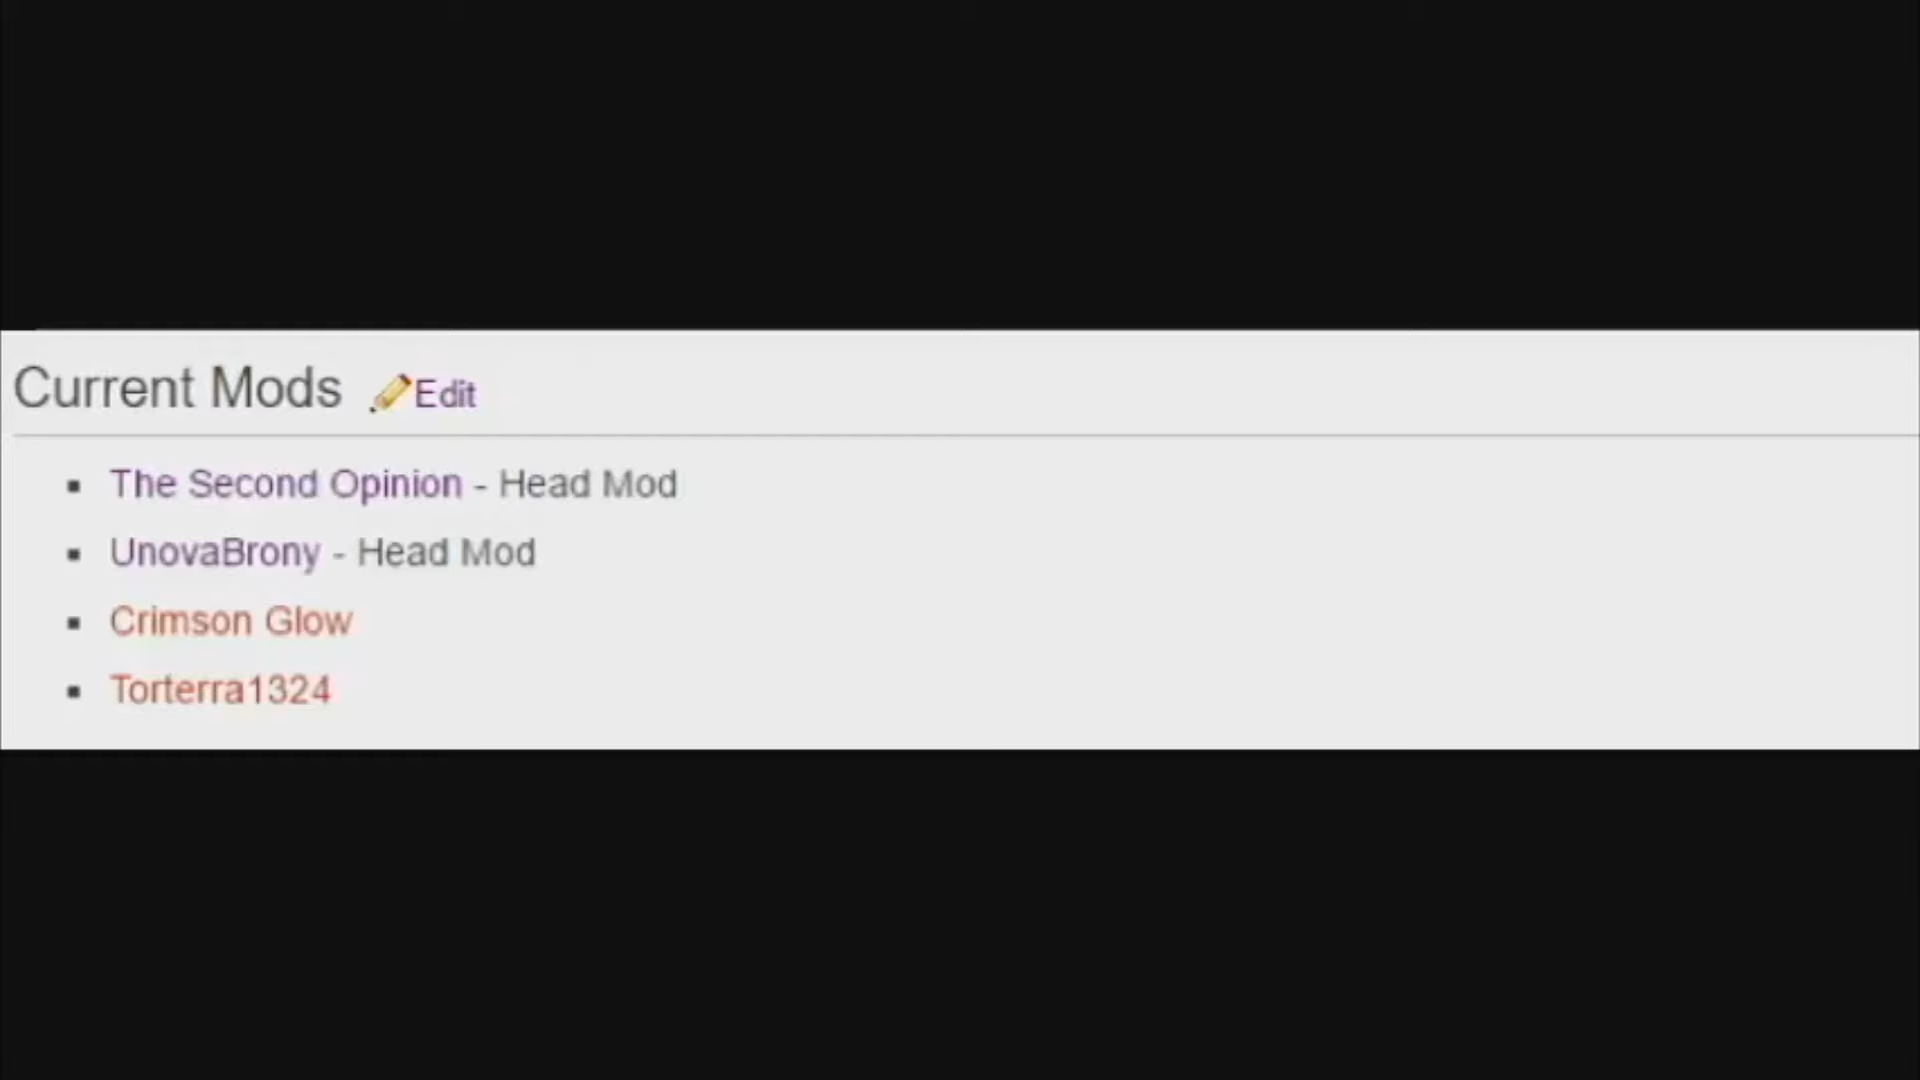 Current Mods Edit
The Second Opinion - Head Mod
UnovaBrony - Head Mod
Crimson Glow
Torterra1324